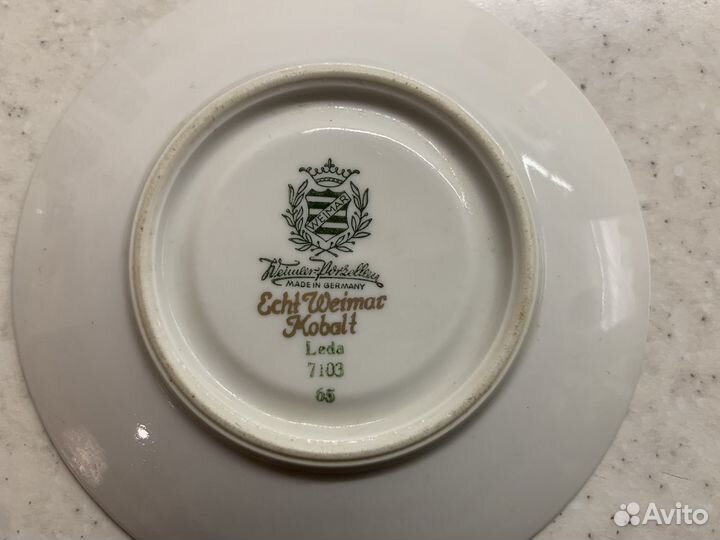 WEIMAR
Weimar-Porzellan
MADE IN GERMANY
Echt Weimar
Kobalt
Leda
7103
65
Avito